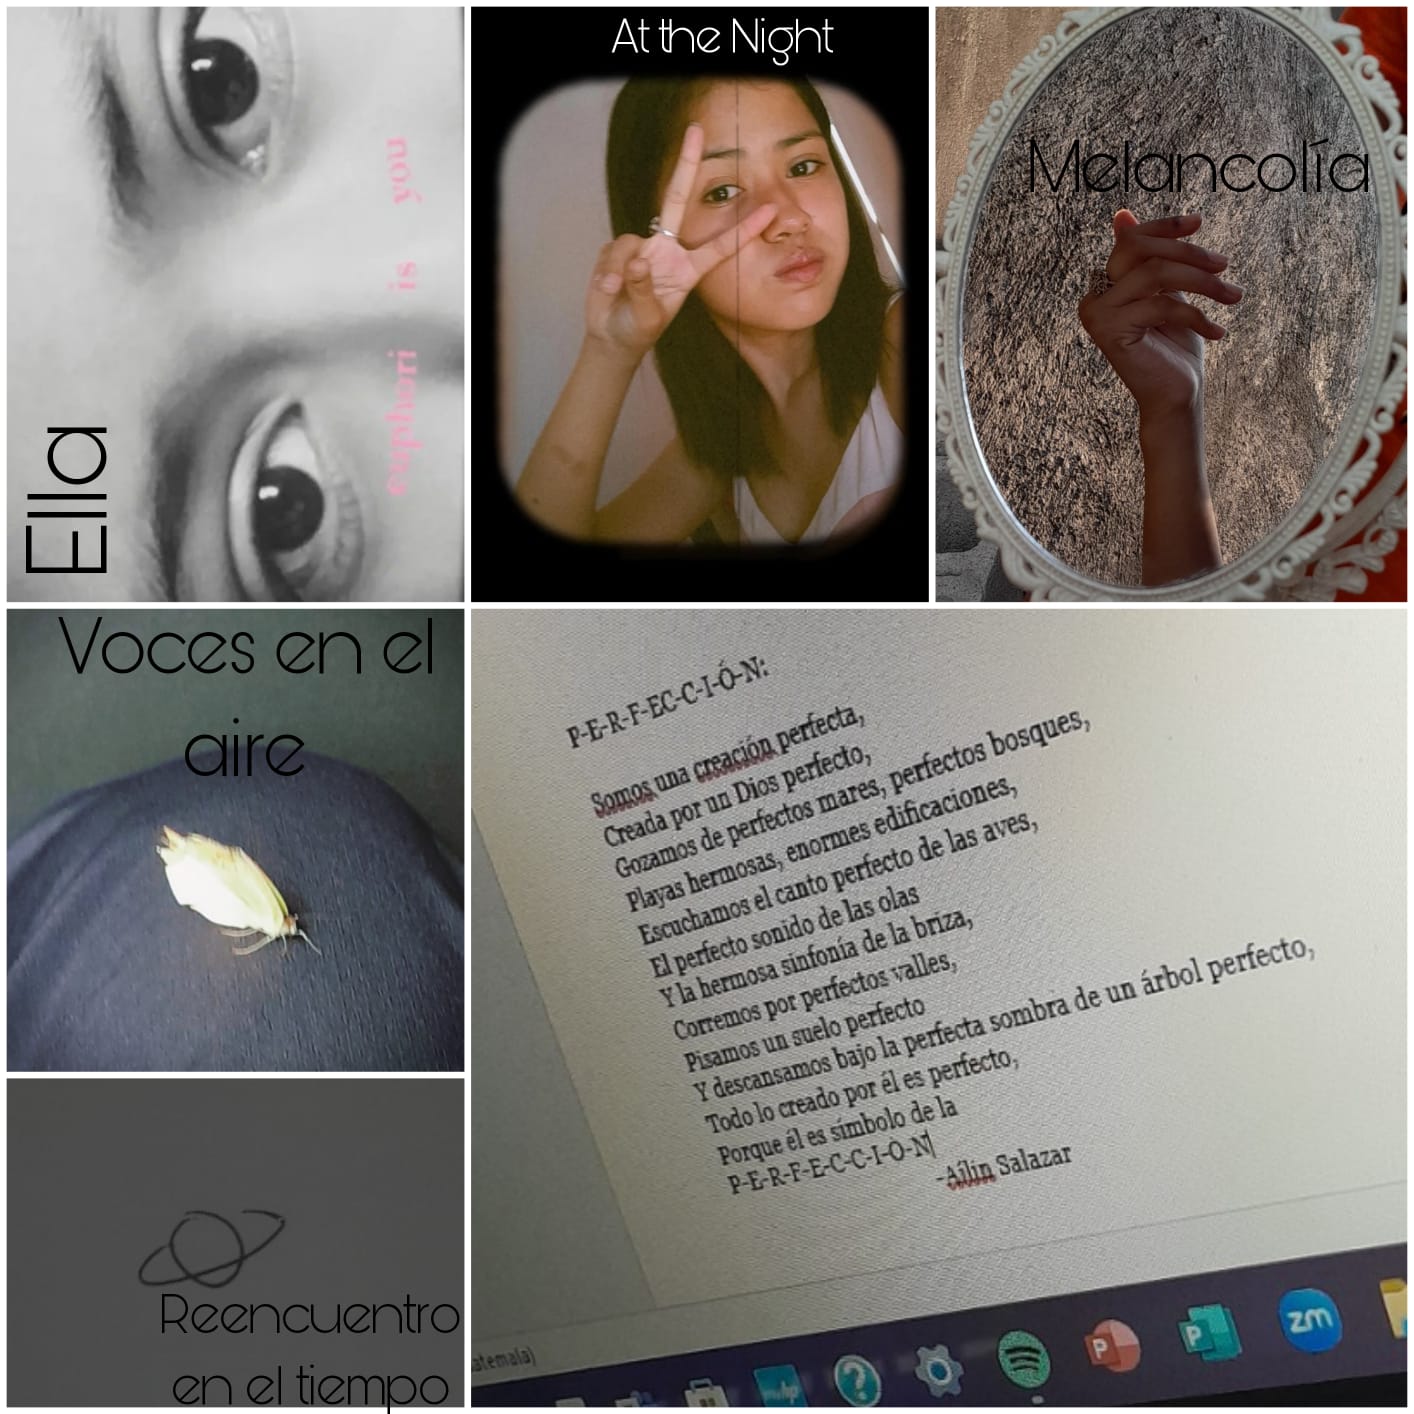 Ella
euphori is you
At the Night
Melancolía
Voces en el
aire
Reencuentro
en el tiempo
P-E-R-F-EC-C-I-Ó-N:
Somos una creación perfecta,
Creada por un Dios perfecto,
Gozamos de perfectos mares, perfectos bosques,
Playas hermosas, enormes edificaciones,
Escuchamos el canto perfecto de las aves,
El perfecto sonido de las olas
Y la hermosa sinfonía de la briza,
Corremos por perfectos valles,
Pisamos un suelo perfecto
Y descansamos bajo la perfecta sombra de un árbol perfecto,
Todo lo creado por él es perfecto,
Porque él es símbolo de la
P-E-R-F-E-C-C-I-Ó-N
-Aílin Salazar
atemala)
myhp
?
P
P
zm